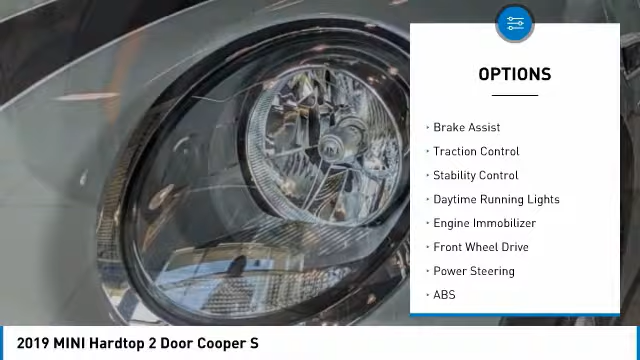 OPTIONS
· Brake Assist
· Traction Control
· Stability Control
· Daytime Running Lights
· Engine Immobilizer
· Front Wheel Drive
· Power Steering
· ABS
2019 MINI Hardtop 2 Door Cooper S